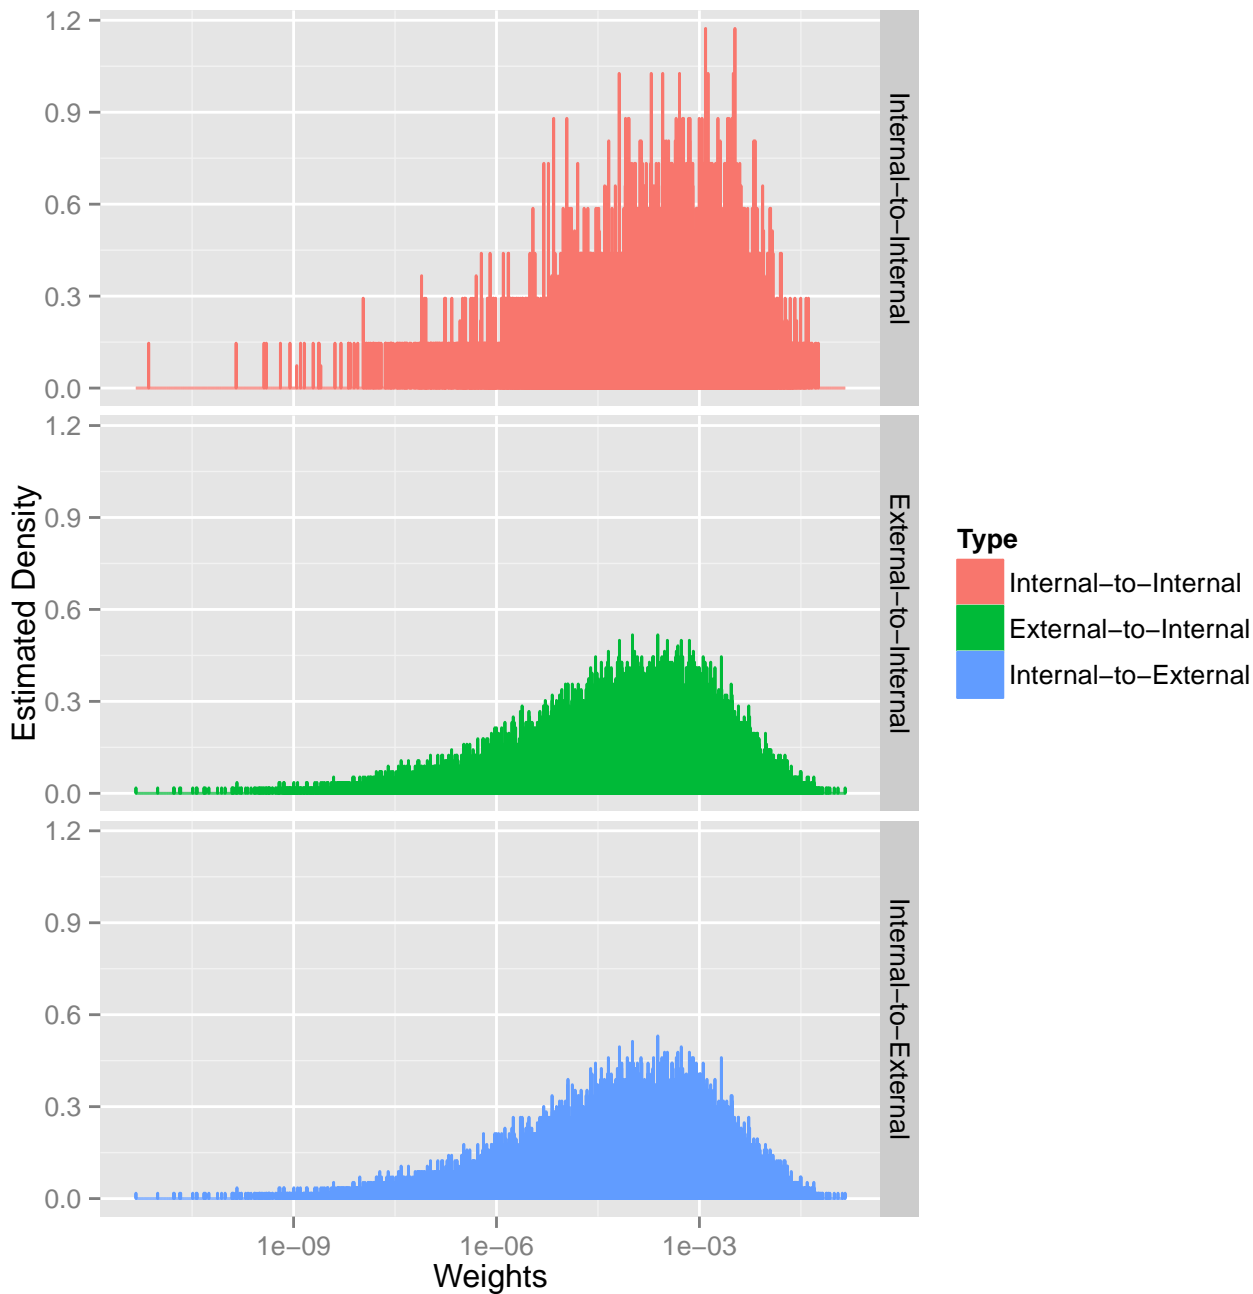 1.2
0.9
0.6
0.3
0.0
Internal−to−Internal
1.2
0.9
0.6
0.3
0.0
External−to−Internal
1.2
0.9
0.6
0.3
0.0
Internal−to−External
Estimated Density
1e−09
1e−06
1e−03
Weights
Type
Internal−to−Internal
External−to−Internal
Internal−to−External